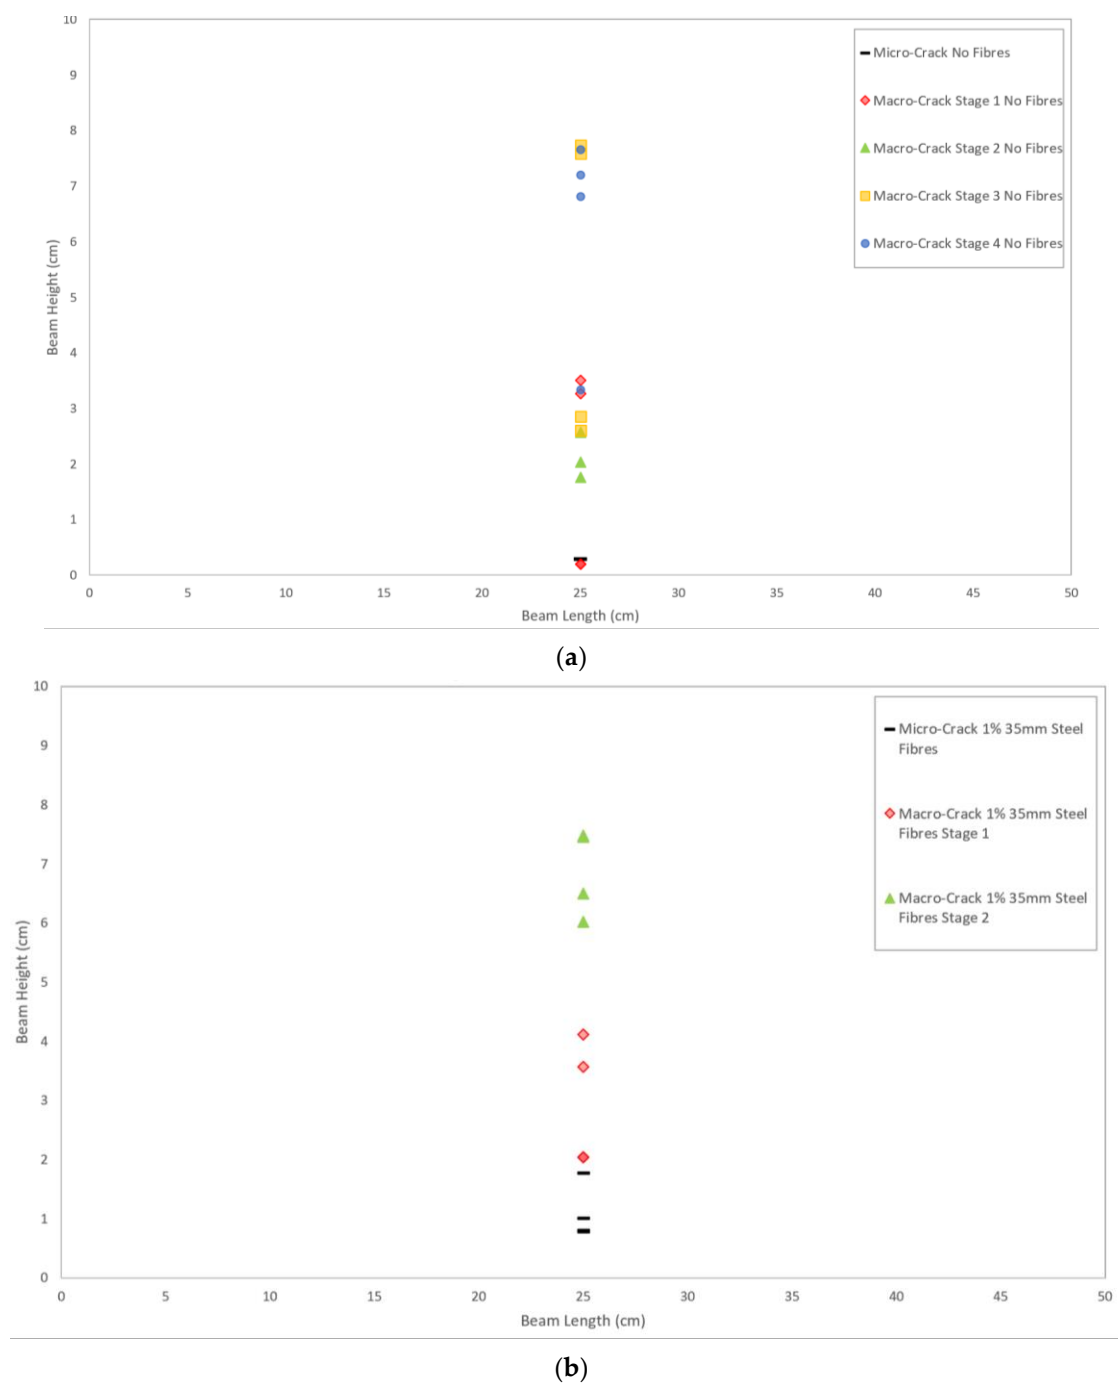 10
9
8
7
6
5
4
3
2
1
0
Beam Height (cm)
0 5 10 15 20 25 30 35 40 45 50
Beam Length (cm)
Micro-Crack No Fibres
Macro-Crack Stage 1 No Fibres
Macro-Crack Stage 2 No Fibres
Macro-Crack Stage 3 No Fibres
Macro-Crack Stage 4 No Fibres
(a)
10
9
8
7
6
5
4
3
2
1
0
Beam Height (cm)
0 5 10 15 20 25 30 35 40 45 50
Beam Length (cm)
Micro-Crack 1% 35mm Steel
Fibres
Macro-Crack 1% 35mm Steel
Fibres Stage 1
Macro-Crack 1% 35mm Steel
Fibres Stage 2
(b)